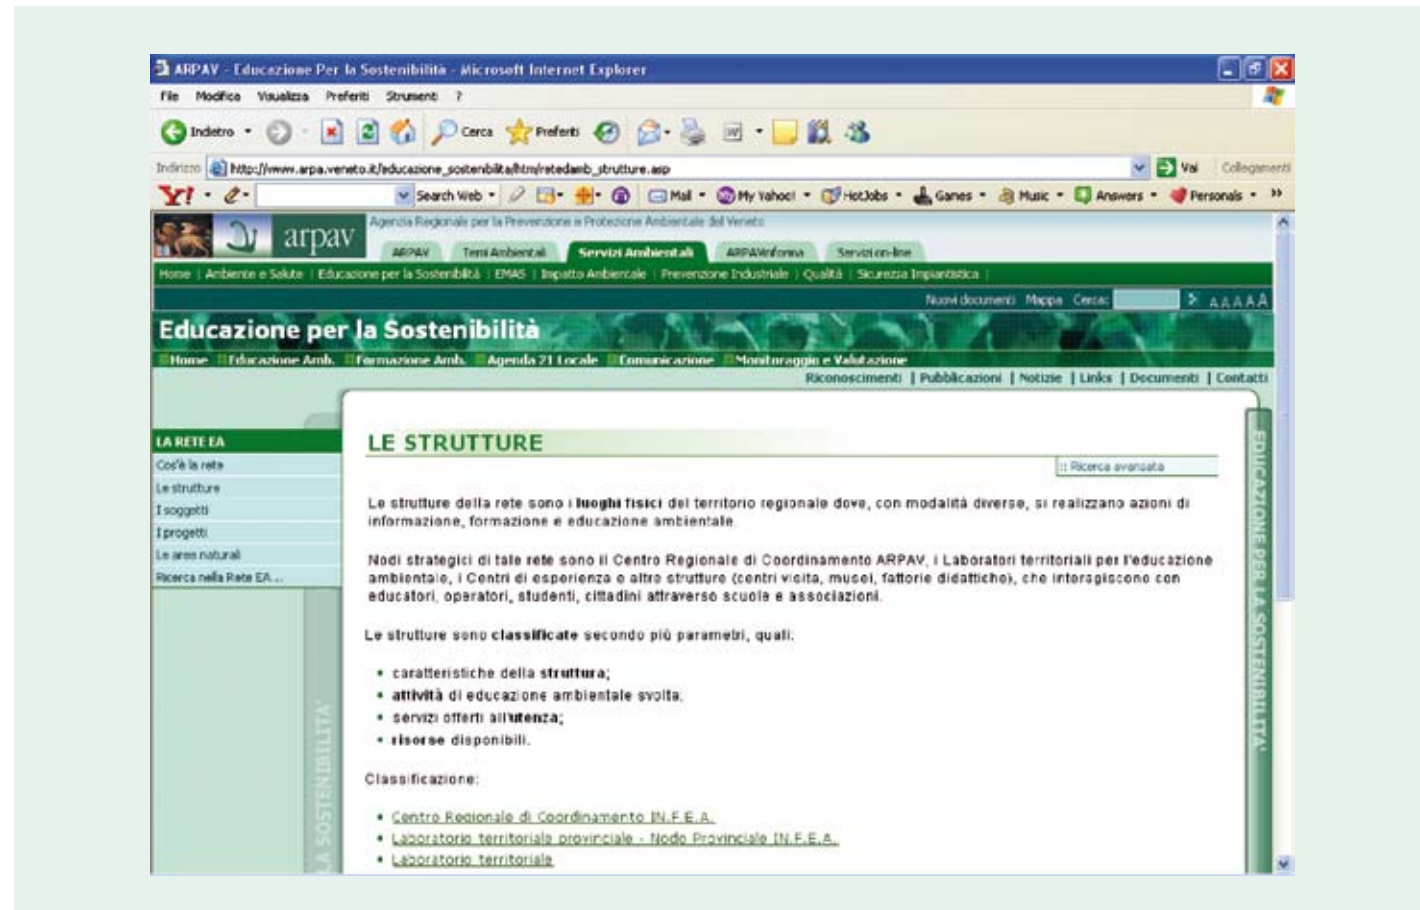 ARPAV - Educazione Per la Sostenibilità - Microsoft Internet Explorer
File Modifica Visualizza Preferiti Strumenti ?
Indietro Cerca Preferiti
Indirizzo http://www.arpa.veneto.it/educazione_sostenibilita/htm/retedamb_strutture.asp Vai Collegamenti
Y! Search Web Mail My Yahoo! HotJobs Games Music Answers Personals »
arpav Agenzia Regionale per la Prevenzione e Protezione Ambientale del Veneto
ARPAV Temi Ambientali Servizi Ambientali ARPAVinforma Servizi on-line
Home | Ambiente e Salute | Educazione per la Sostenibilità | EMAS | Impatto Ambientale | Prevenzione Industriale | Qualità | Sicurezza Impiantistica |
Nuovi documenti Mappa Cerca: A A A A A
Educazione per la Sostenibilità
Home Educazione Amb. Formazione Amb. Agenda 21 Locale Comunicazione Monitoraggio e Valutazione
Riconoscimenti | Pubblicazioni | Notizie | Links | Documenti | Contatti
LA RETE EA
Cos'è la rete
Le strutture
I soggetti
I progetti
Le aree naturali
Ricerca nella Rete EA ...
LA SOSTENIBILITA'
LE STRUTTURE
:: Ricerca avanzata
Le strutture della rete sono i luoghi fisici del territorio regionale dove, con modalità diverse, si realizzano azioni di
informazione, formazione e educazione ambientale.
Nodi strategici di tale rete sono il Centro Regionale di Coordinamento ARPAV, i Laboratori territoriali per l'educazione
ambientale, i Centri di esperienza e altre strutture (centri visita, musei, fattorie didattiche), che interagiscono con
educatori, operatori, studenti, cittadini attraverso scuole e associazioni.
Le strutture sono classificate secondo più parametri, quali:
• caratteristiche della struttura;
• attività di educazione ambientale svolta;
• servizi offerti all'utenza;
• risorse disponibili.
Classificazione:
• Centro Regionale di Coordinamento IN.F.E.A.
• Laboratorio territoriale provinciale - Nodo Provinciale IN.F.E.A.
• Laboratorio territoriale
EDUCAZIONE PER LA SOSTENIBILITA'